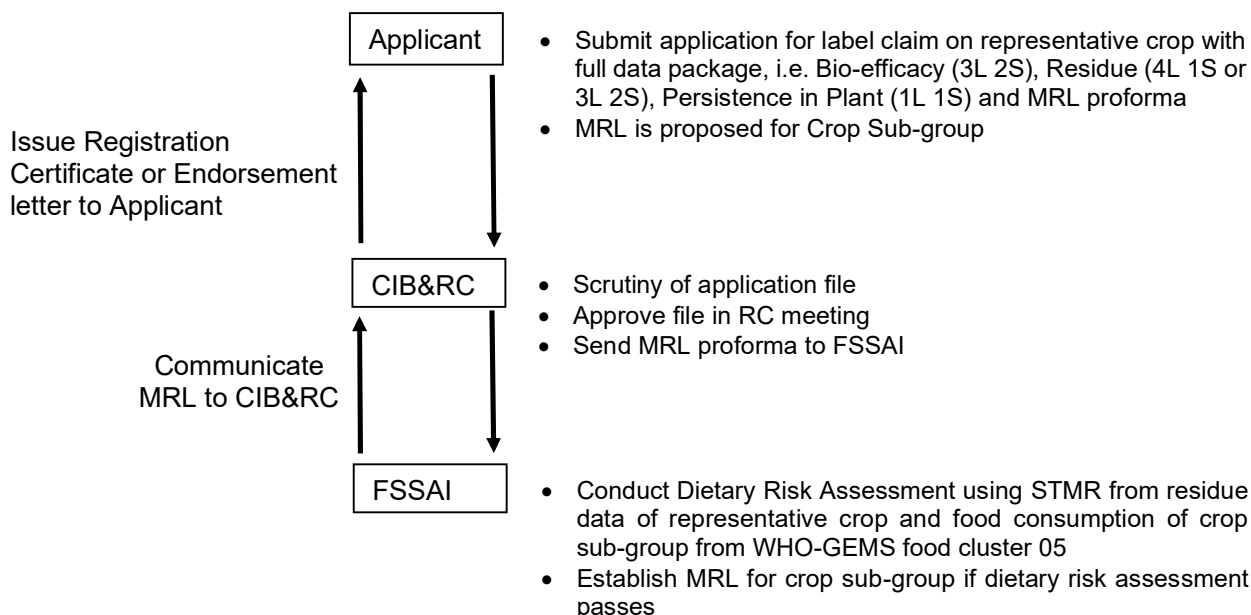 Applicant
• Submit application for label claim on representative crop with
full data package, i.e. Bio-efficacy (3L 2S), Residue (4L 1S or
3L 2S), Persistence in Plant (1L 1S) and MRL proforma
• MRL is proposed for Crop Sub-group
Issue Registration
Certificate or Endorsement
letter to Applicant
CIB&RC
• Scrutiny of application file
• Approve file in RC meeting
• Send MRL proforma to FSSAI
Communicate
MRL to CIB&RC
FSSAI
• Conduct Dietary Risk Assessment using STMR from residue
data of representative crop and food consumption of crop
sub-group from WHO-GEMS food cluster 05
• Establish MRL for crop sub-group if dietary risk assessment
passes